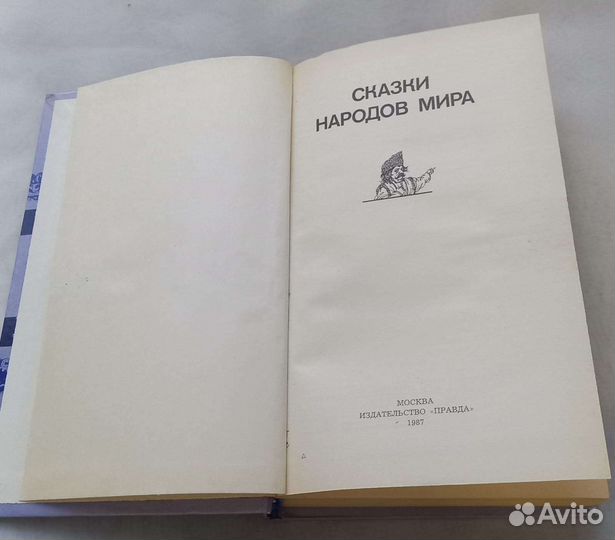 СКАЗКИ
НАРОДОВ МИРА
МОСКВА
ИЗДАТЕЛЬСТВО «ПРАВДА»
1987
Avito